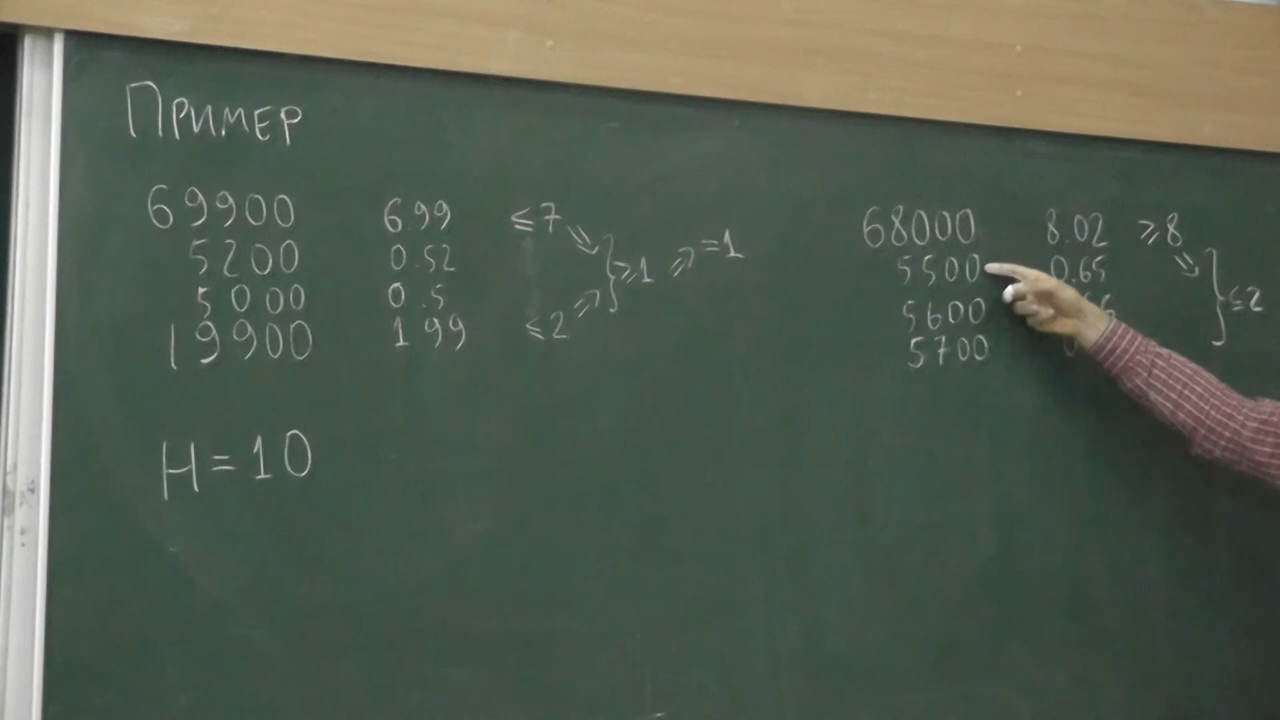 Пример
69900 6.99 ⩽7 ⇘
5200 0.52 } ⩾1 ⇗ =1
5000 0.5 ⇗
19900 1.99 ⩽2
68000 8.02 ⩾8
5500 0.65 ⇘ } ⩽2
5600
5700
H=10